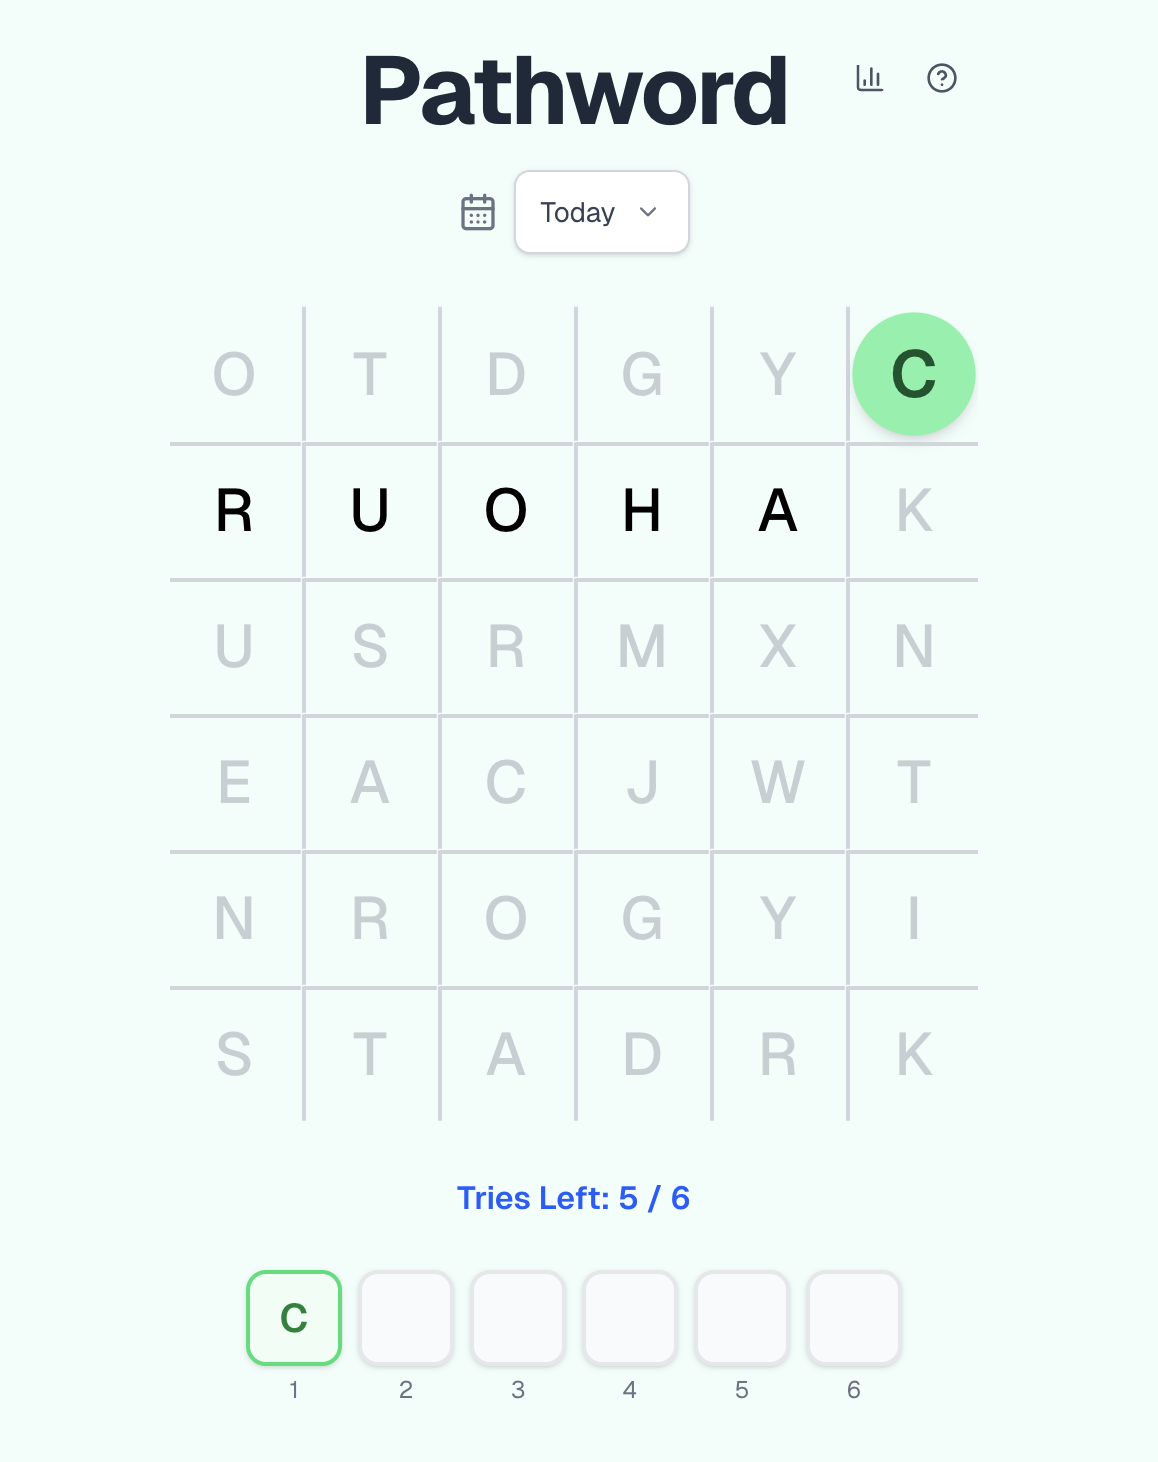 Pathword
Today
O T D G Y C
R U O H A K
U S R M X N
E A C J W T
N R O G Y I
S T A D R K
Tries Left: 5 / 6
C
1 2 3 4 5 6